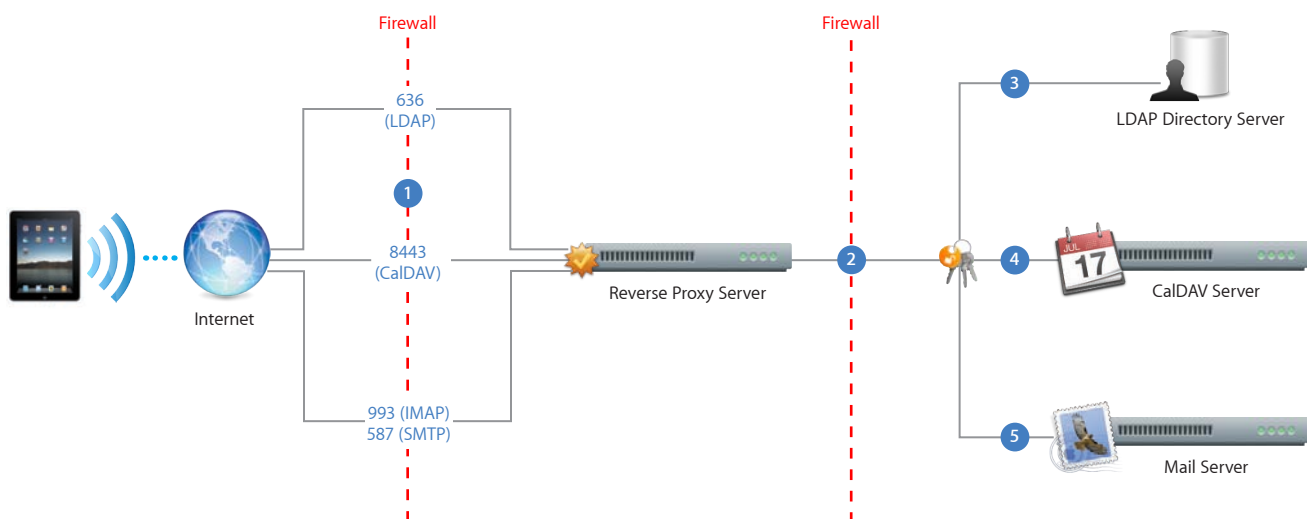 Firewall
Firewall
636
(LDAP)
3
LDAP Directory Server
1
8443
(CalDAV)
2
4
JUL
17
Internet
Reverse Proxy Server
CalDAV Server
993 (IMAP)
587 (SMTP)
5
Mail Server